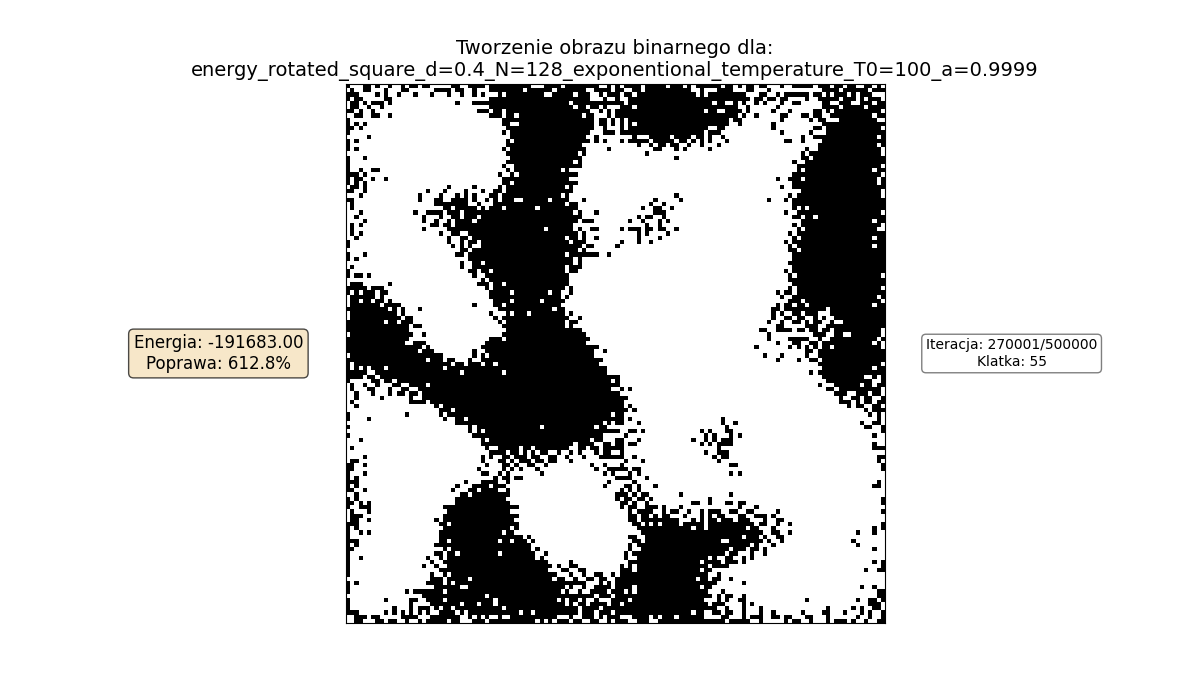 Tworzenie obrazu binarnego dla:
energy_rotated_square_d=0.4_N=128_exponentional_temperature_T0=100_a=0.9999
Energia: -191683.00
Poprawa: 612.8%
Iteracja: 270001/500000
Klatka: 55